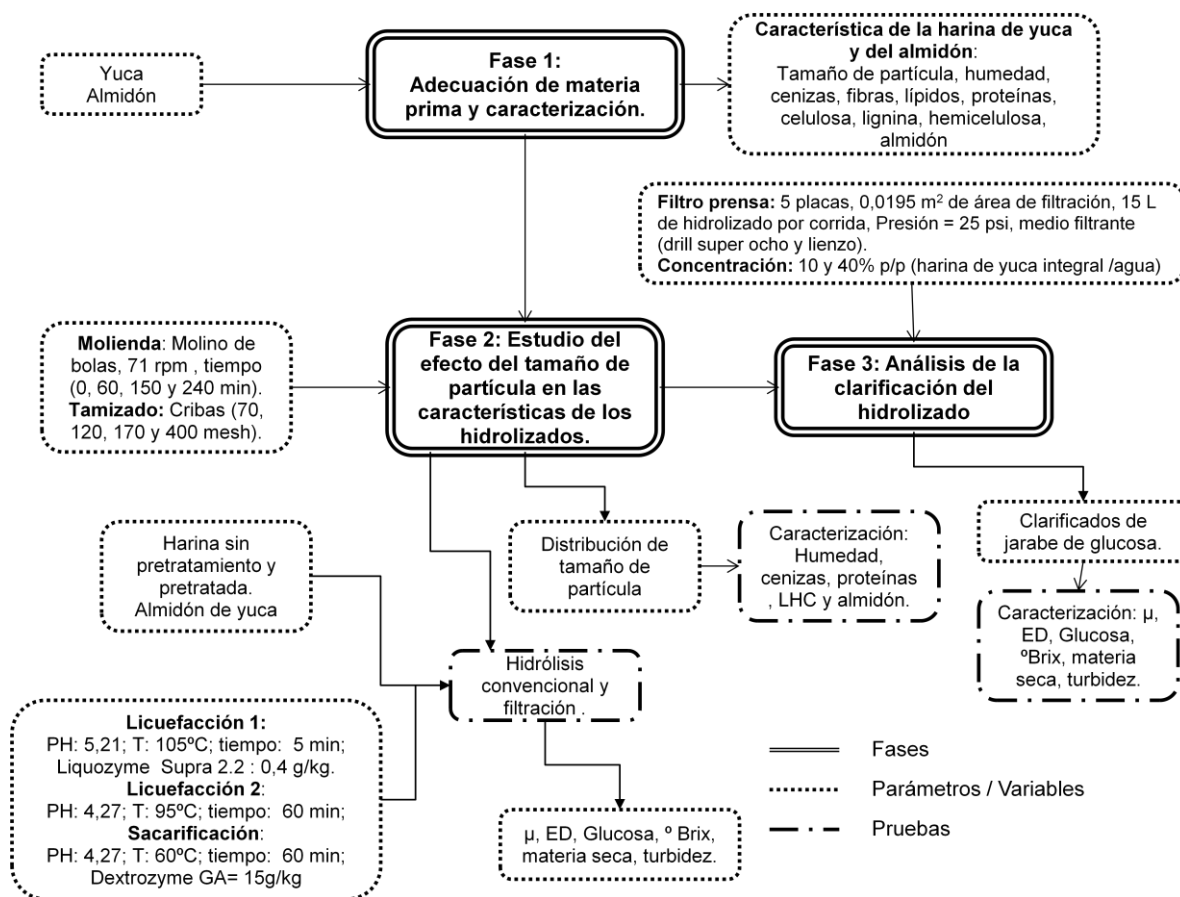 Yuca
Almidón
Fase 1:
Adecuación de materia
prima y caracterización.
Característica de la harina de yuca
y del almidón:
Tamaño de partícula, humedad,
cenizas, fibras, lípidos, proteínas,
celulosa, lignina, hemicelulosa,
almidón
Filtro prensa: 5 placas, 0,0195 m² de área de filtración, 15 L
de hidrolizado por corrida, Presión = 25 psi, medio filtrante
(drill super ocho y lienzo).
Concentración: 10 y 40% p/p (harina de yuca integral /agua)
Molienda: Molino de
bolas, 71 rpm , tiempo
(0, 60, 150 y 240 min).
Tamizado: Cribas (70,
120, 170 y 400 mesh).
Fase 2: Estudio del
efecto del tamaño de
partícula en las
características de los
hidrolizados.
Fase 3: Análisis de la
clarificación del
hidrolizado
Harina sin
pretratamiento y
pretratada.
Almidón de yuca
Distribución de
tamaño de
partícula
Caracterización:
Humedad,
cenizas, proteínas
, LHC y almidón.
Clarificados de
jarabe de glucosa.
Caracterización: µ,
ED, Glucosa,
ºBrix, materia
seca, turbidez.
Hidrólisis
convencional y
filtración .
Licuefacción 1:
PH: 5,21; T: 105ºC; tiempo: 5 min;
Liquozyme Supra 2.2 : 0,4 g/kg.
Licuefacción 2:
PH: 4,27; T: 95ºC; tiempo: 60 min;
Sacarificación:
PH: 4,27; T: 60ºC; tiempo: 60 min;
Dextrozyme GA= 15g/kg
µ, ED, Glucosa, º Brix,
materia seca, turbidez.
Fases
Parámetros / Variables
Pruebas